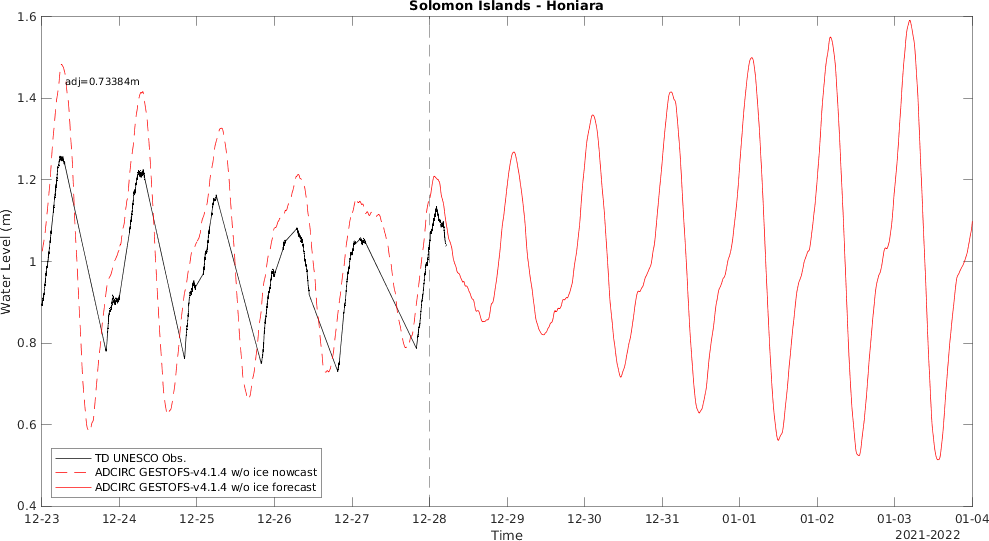 Solomon Islands - Honiara
1.6
1.4
1.2
1
0.8
0.6
0.4
Water Level (m)
adj=0.73384m
TD UNESCO Obs.
ADCIRC GESTOFS-v4.1.4 w/o ice nowcast
ADCIRC GESTOFS-v4.1.4 w/o ice forecast
12-23 12-24 12-25 12-26 12-27 12-28 12-29 12-30 12-31 01-01 01-02 01-03 01-04
Time
2021-2022